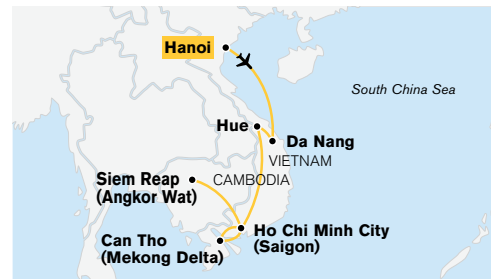 Hanoi
South China Sea
Hue
Da Nang
VIETNAM
Siem Reap
(Angkor Wat)
CAMBODIA
Ho Chi Minh City
(Saigon)
Can Tho
(Mekong Delta)